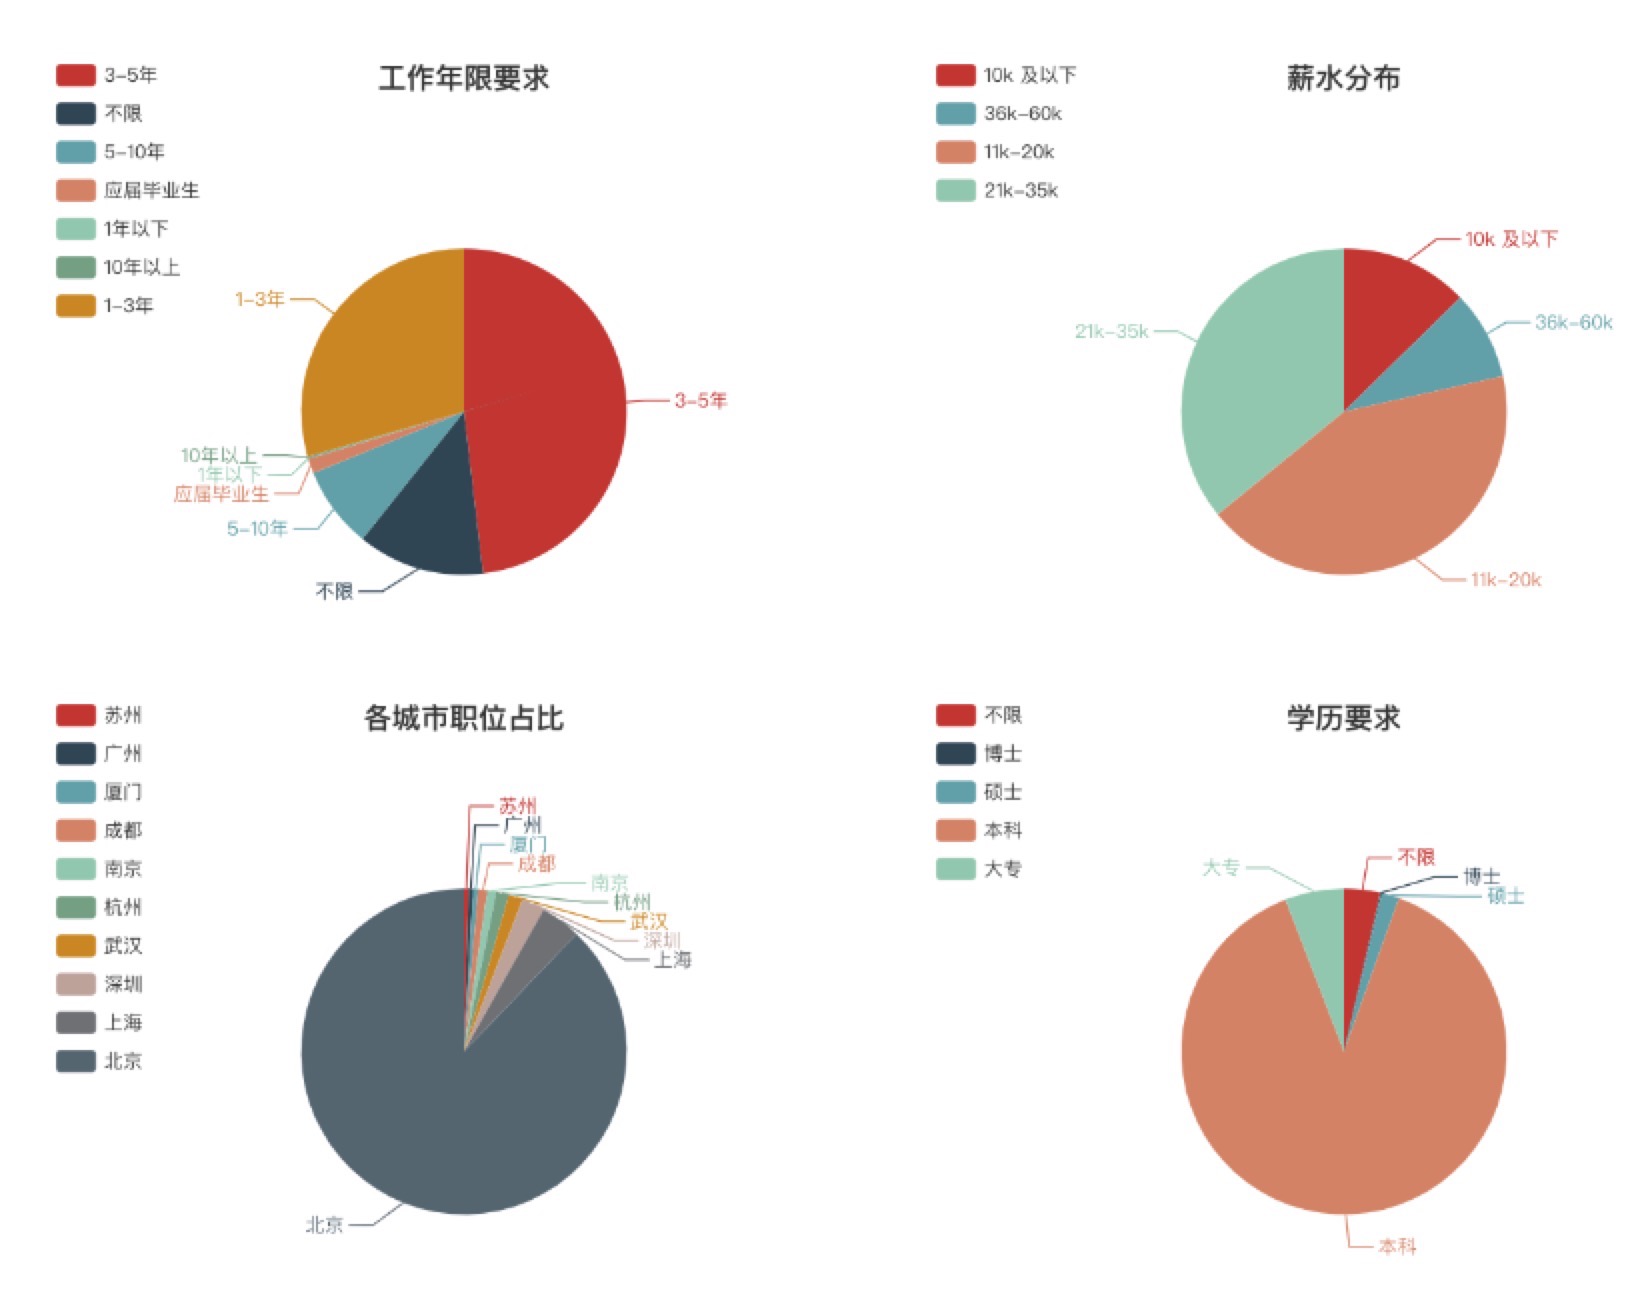 工作年限要求
3-5年
不限
5-10年
应届毕业生
1年以下
10年以上
1-3年
1-3年
3-5年
10年以上
1年以下
应届毕业生
5-10年
不限
薪水分布
10k 及以下
36k-60k
11k-20k
21k-35k
10k 及以下
36k-60k
21k-35k
11k-20k
各城市职位占比
苏州
广州
厦门
成都
南京
杭州
武汉
深圳
上海
北京
苏州
广州
厦门
成都
南京
杭州
武汉
深圳
上海
北京
学历要求
不限
博士
硕士
本科
大专
不限
大专
博士
硕士
本科